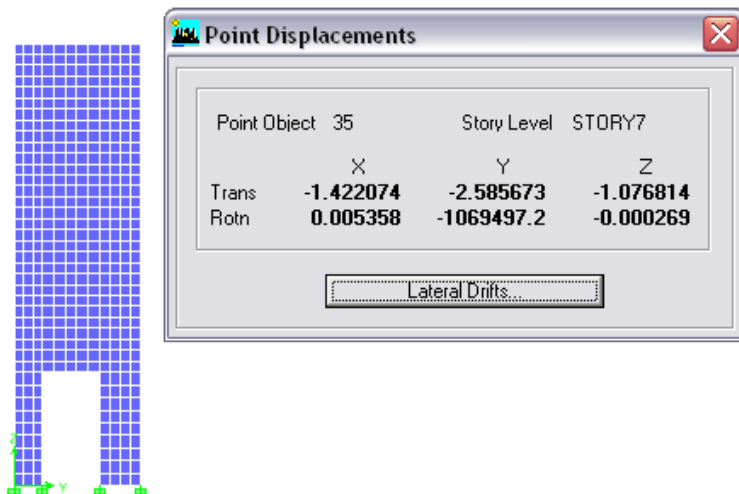 Point Displacements
Point Object 35 Story Level STORY7
X Y Z
Trans -1.422074 -2.585673 -1.076814
Rotn 0.005358 -1069497.2 -0.000269
Lateral Drifts...
Z
Y